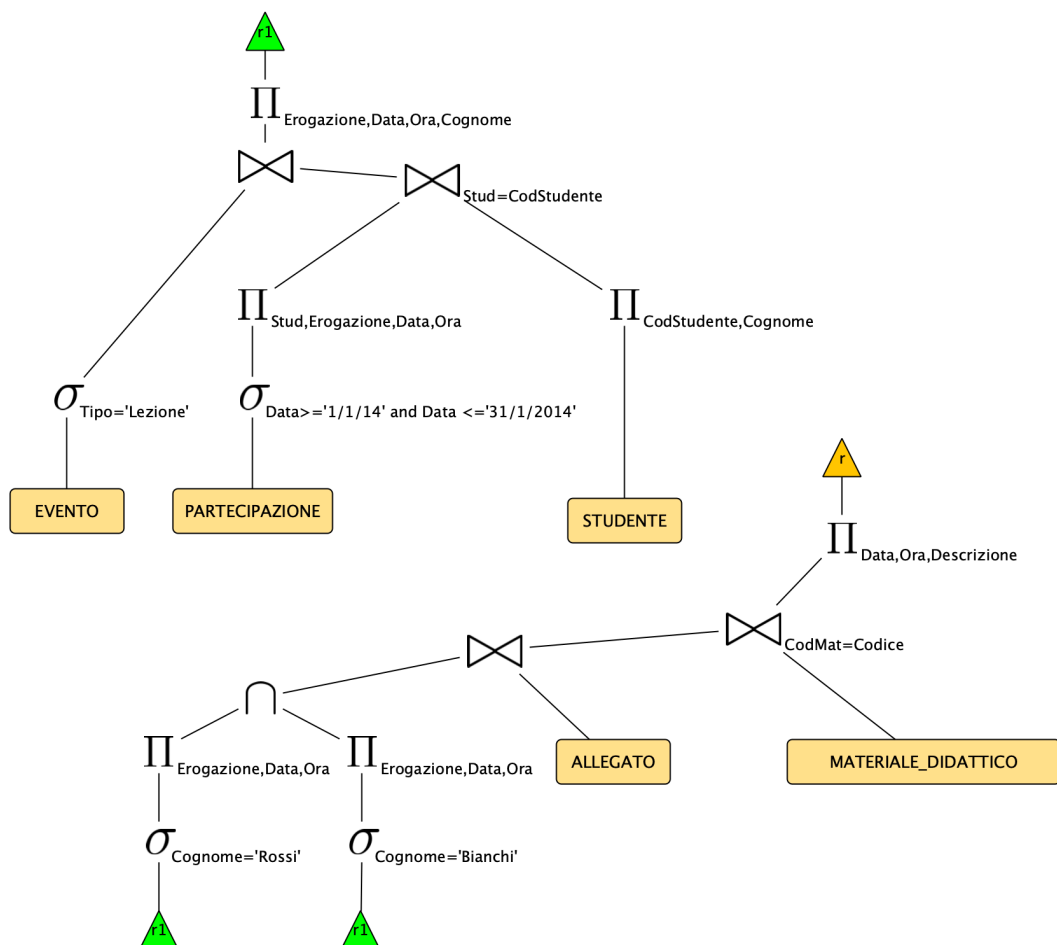 r1
∏ Erogazione,Data,Ora,Cognome
⋈ ⋈ Stud=CodStudente
∏ Stud,Erogazione,Data,Ora
∏ CodStudente,Cognome
σ Tipo='Lezione'
σ Data>='1/1/14' and Data <='31/1/2014'
EVENTO
PARTECIPAZIONE
STUDENTE
r
∏ Data,Ora,Descrizione
⋈ ⋈ CodMat=Codice
∩
∏ Erogazione,Data,Ora
∏ Erogazione,Data,Ora
ALLEGATO
MATERIALE_DIDATTICO
σ Cognome='Rossi'
σ Cognome='Bianchi'
r1
r1